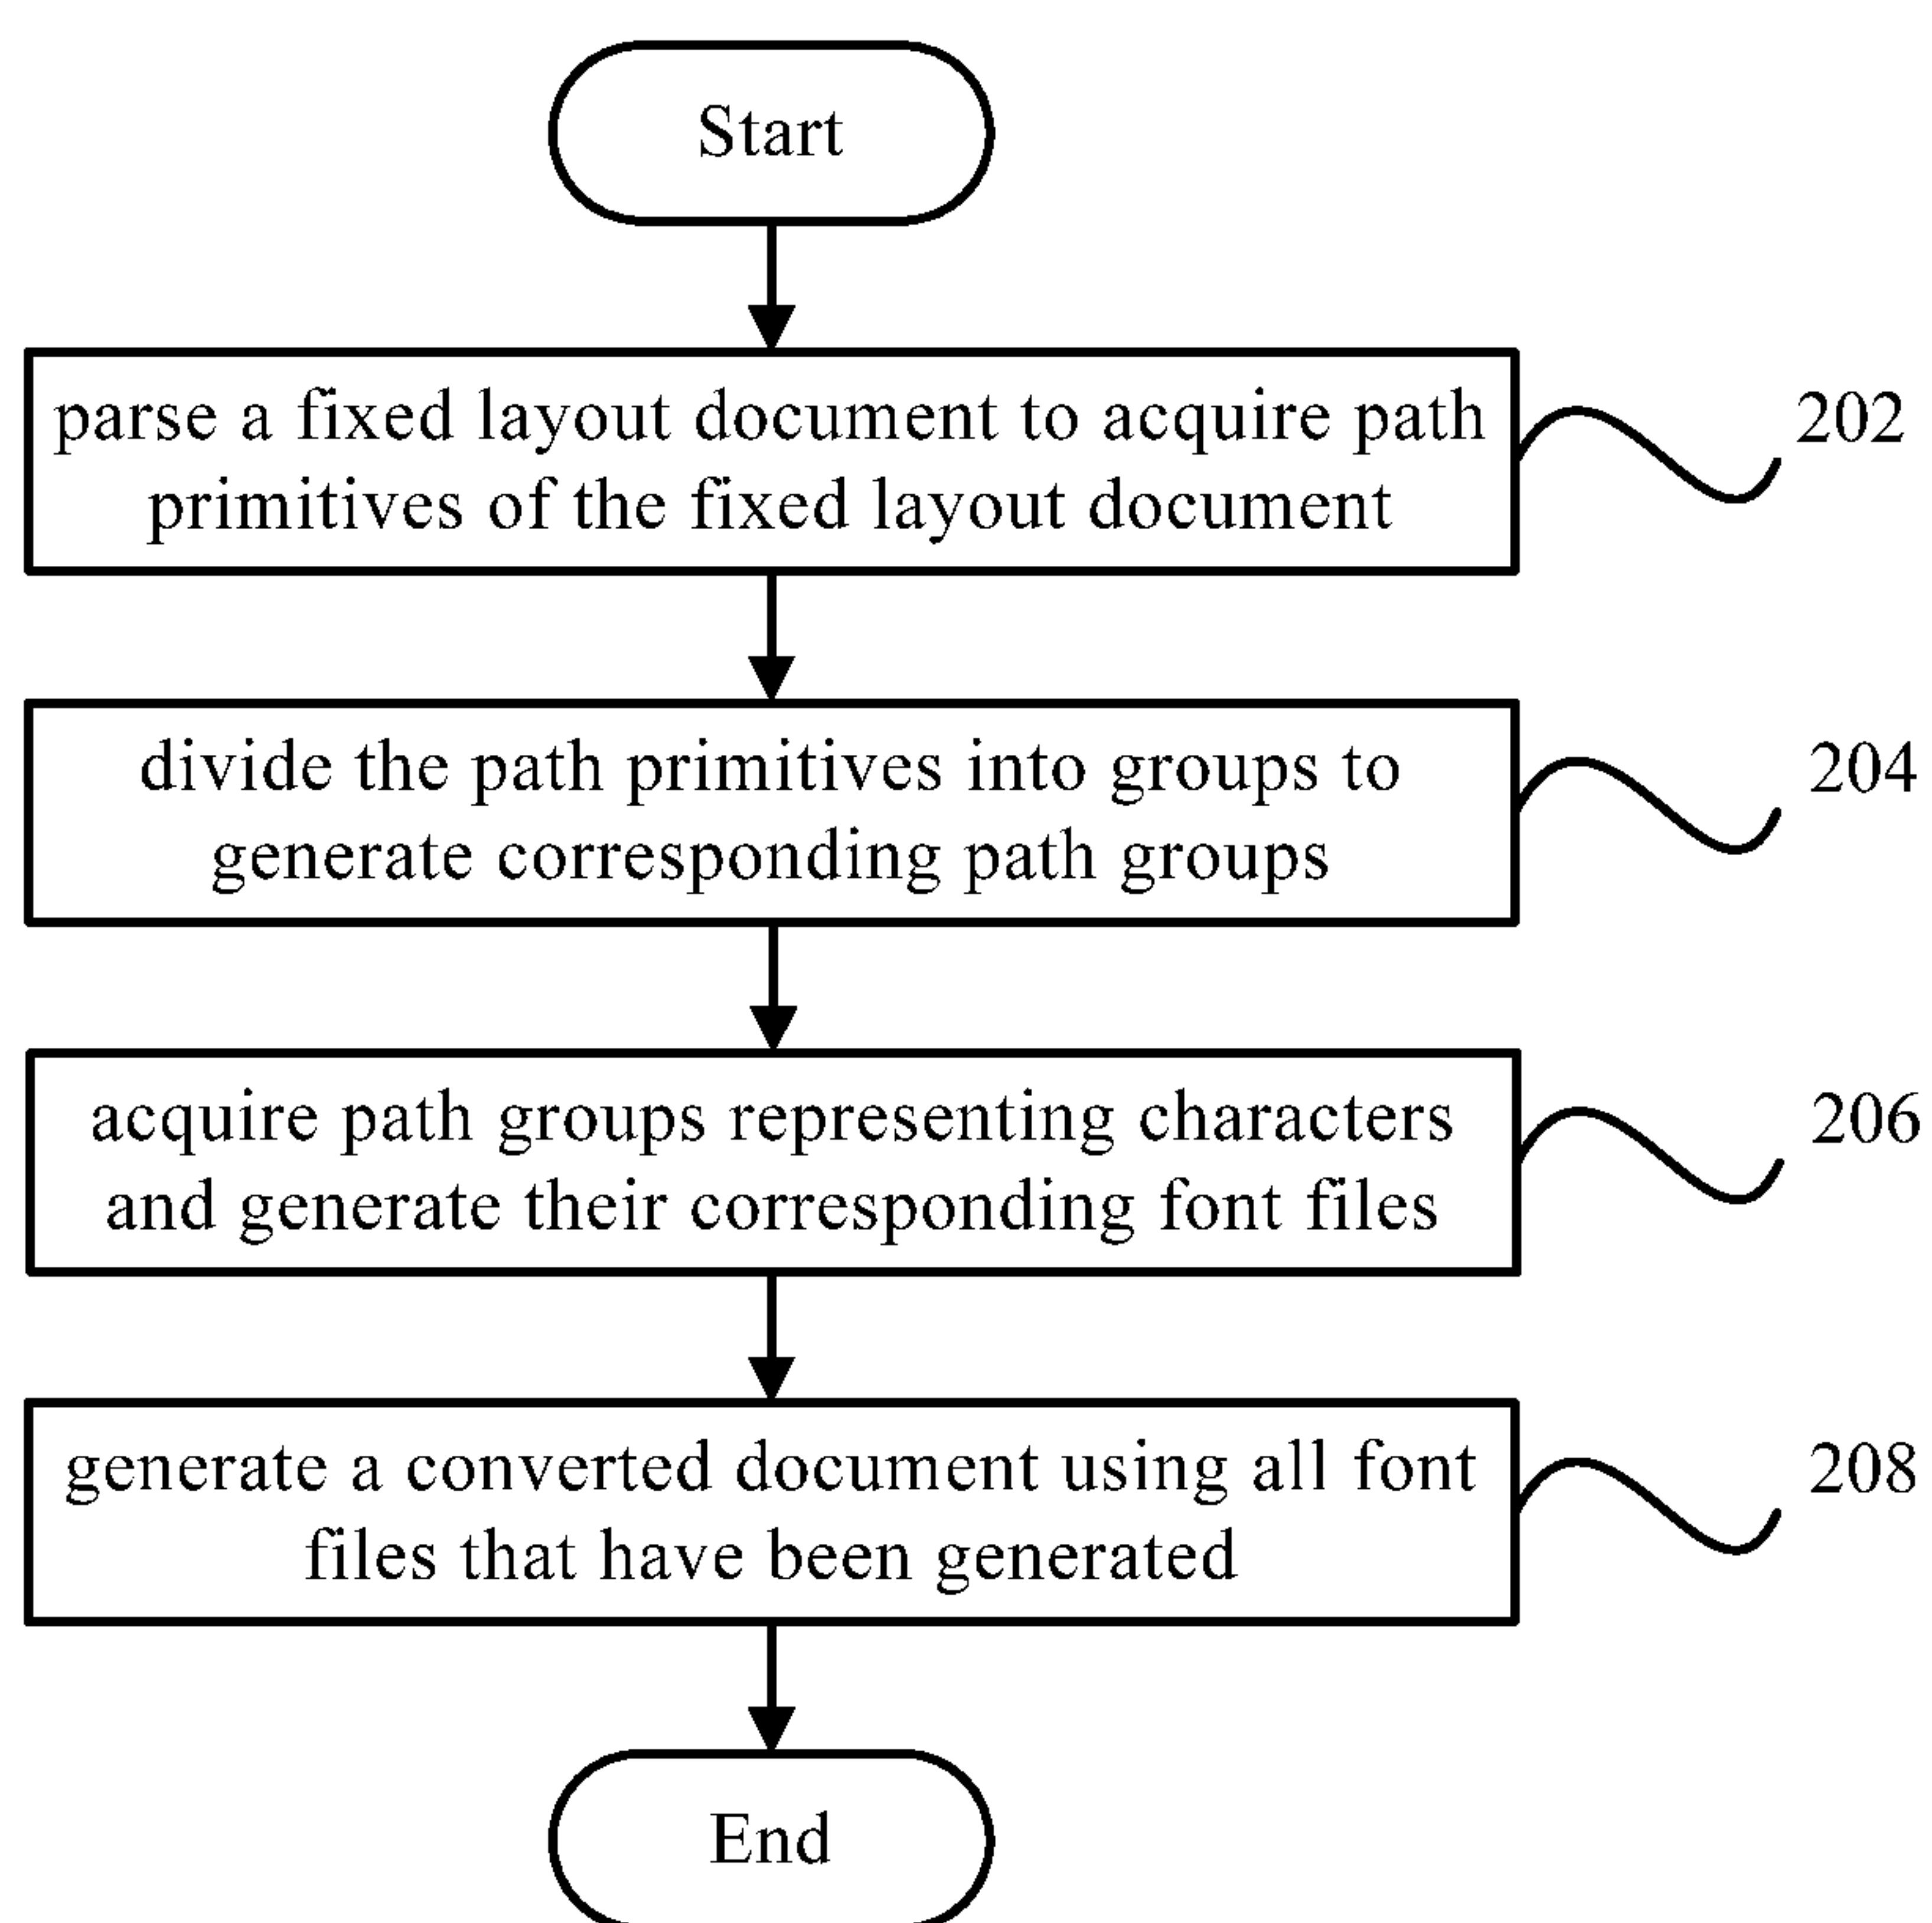 Start
parse a fixed layout document to acquire path
primitives of the fixed layout document
202
divide the path primitives into groups to
generate corresponding path groups
204
acquire path groups representing characters
and generate their corresponding font files
206
generate a converted document using all font
files that have been generated
208
End